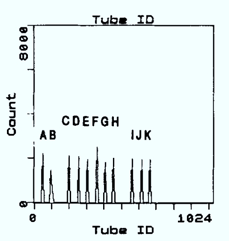 Tube ID
8000
Count
AB
CDEFGH
IJK
0
0
1024
Tube ID